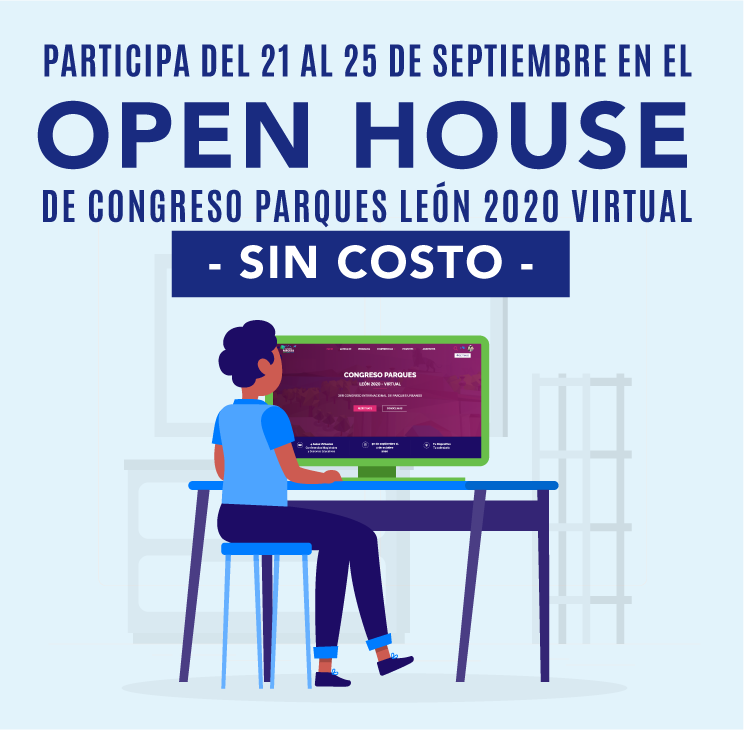 PARTICIPA DEL 21 AL 25 DE SEPTIEMBRE EN EL
OPEN HOUSE
DE CONGRESO PARQUES LEÓN 2020 VIRTUAL
- SIN COSTO -
CONGRESO PARQUES
LEÓN 2020 - VIRTUAL